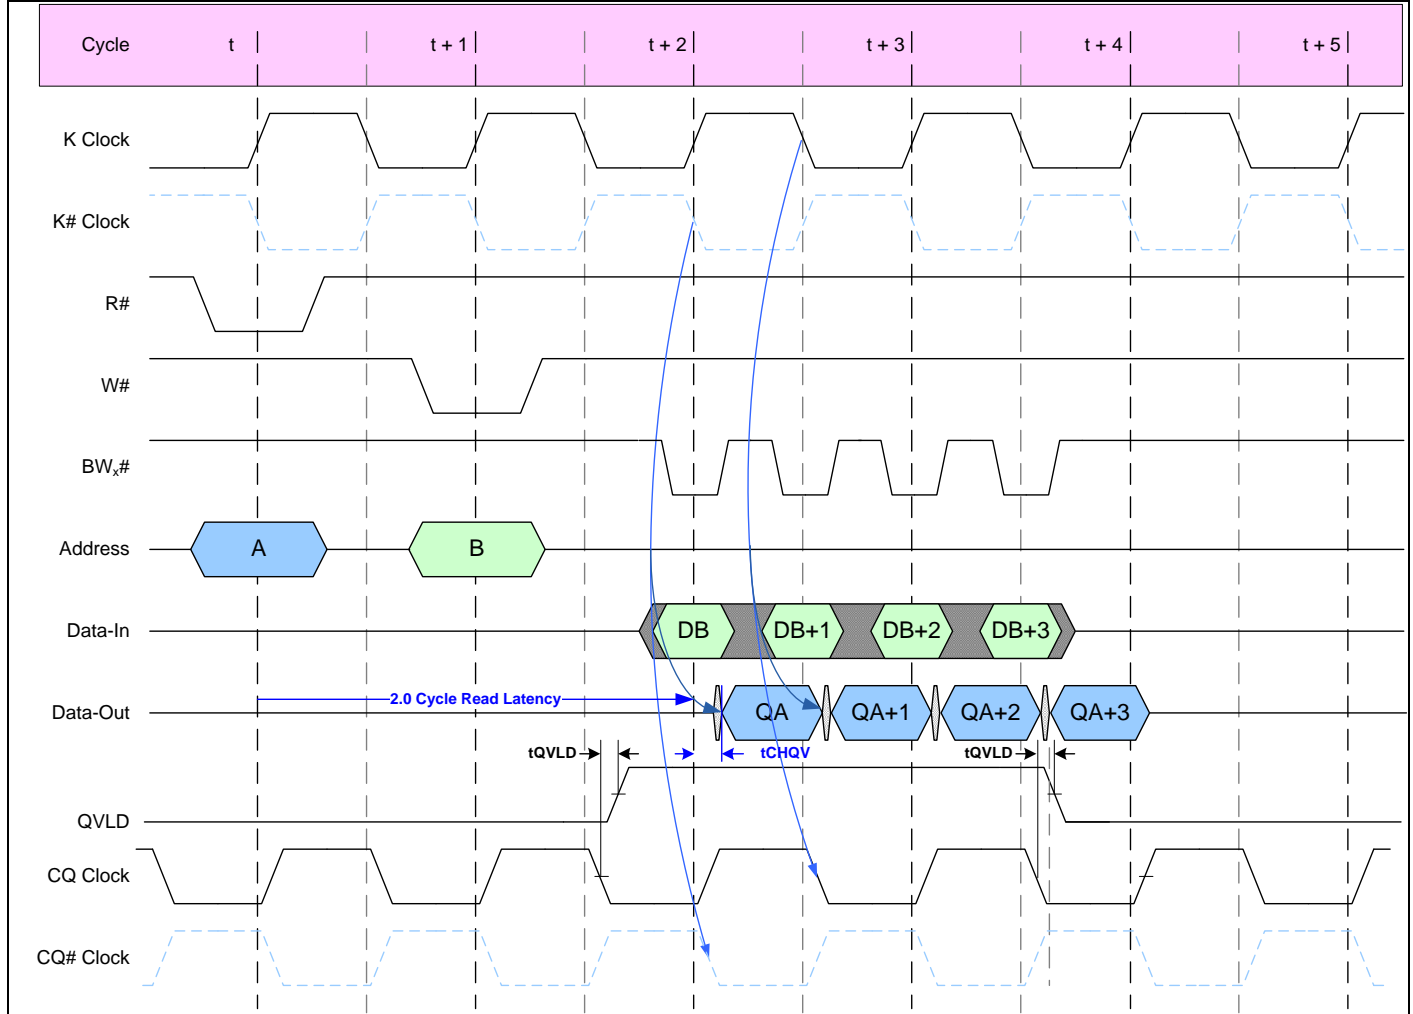 Cycle t t + 1 t + 2 t + 3 t + 4 t + 5
K Clock
K# Clock
R#
W#
BWx#
Address A B
Data-In DB DB+1 DB+2 DB+3
2.0 Cycle Read Latency
Data-Out QA QA+1 QA+2 QA+3
tQVLD tCHQV tQVLD
QVLD
CQ Clock
CQ# Clock